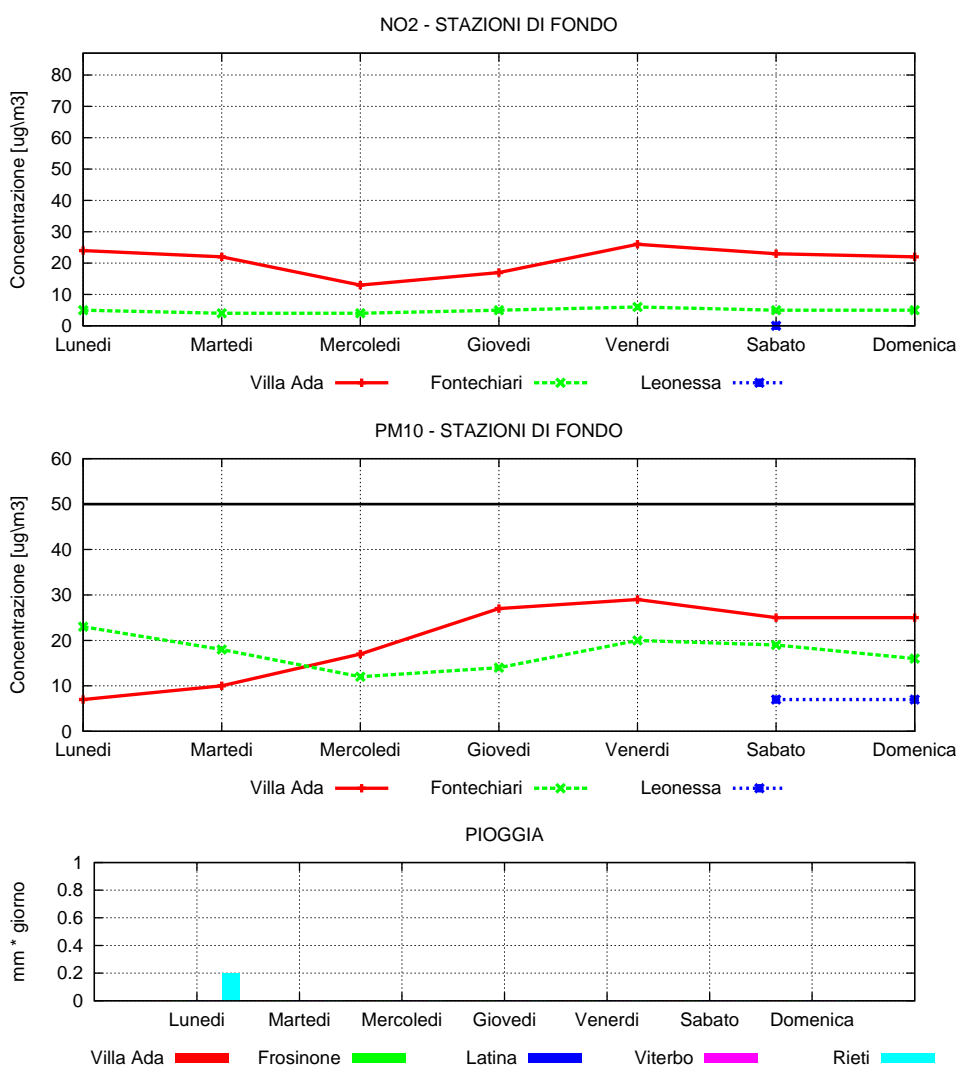 NO2 - STAZIONI DI FONDO
Concentrazione [ug\m3]
80
70
60
50
40
30
20
10
0
Lunedi Martedi Mercoledi Giovedi Venerdi Sabato Domenica
Villa Ada Fontechiari Leonessa
PM10 - STAZIONI DI FONDO
Concentrazione [ug\m3]
60
50
40
30
20
10
0
Lunedi Martedi Mercoledi Giovedi Venerdi Sabato Domenica
Villa Ada Fontechiari Leonessa
PIOGGIA
mm * giorno
1
0.8
0.6
0.4
0.2
0
Lunedi Martedi Mercoledi Giovedi Venerdi Sabato Domenica
Villa Ada Frosinone Latina Viterbo Rieti